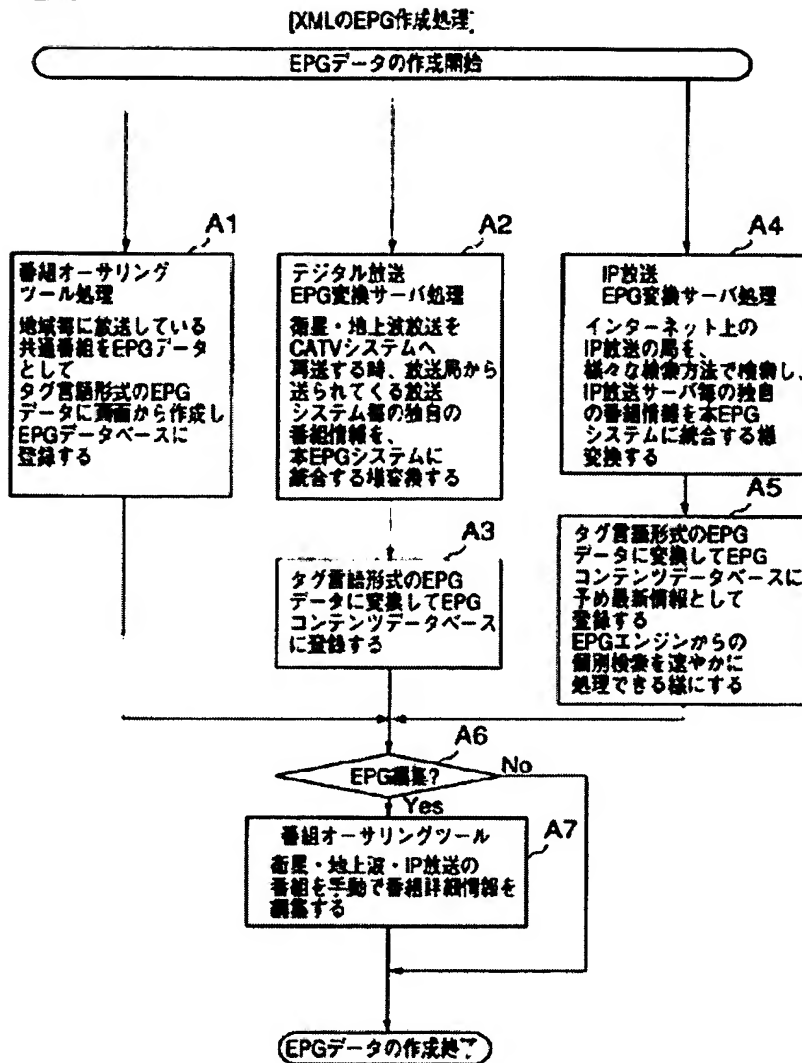 [XMLのEPG作成処理]
EPGデータの作成開始
A1
番組オーサリング
ツール処理
地域毎に放送している
共通番組をEPGデータ
として
タグ言語形式のEPG
データに画面から作成し
EPGデータベースに
登録する
A2
デジタル放送
EPG変換サーバ処理
衛星・地上波放送を
CATVシステムへ
再送する時、放送局から
送られてくる放送
システム毎の独自の
番組情報を、
本EPGシステムに
統合する様変換する
A4
IP放送
EPG変換サーバ処理
インターネット上の
IP放送の局を、
様々な検索方法で検索し、
IP放送サーバ毎の独自
の番組情報を本EPG
システムに統合する様
変換する
A3
タグ言語形式のEPG
データに変換してEPG
コンテンツデータベース
に登録する
A5
タグ言語形式のEPG
データに変換してEPG
コンテンツデータベースに
予め最新情報として
登録する
EPGエンジンからの
個別検索を速やかに
処理できる様にする
A6
EPG編集?
No
Yes
A7
番組オーサリングツール
衛星・地上波・IP放送の
番組を手動で番組詳細情報を
編集する
EPGデータの作成処了